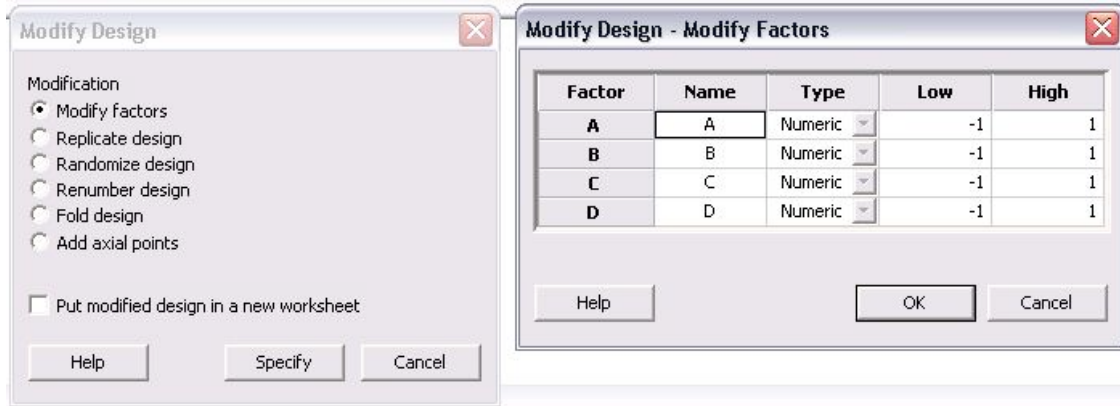 Modify Design
Modification
Modify factors
Replicate design
Randomize design
Renumber design
Fold design
Add axial points
Put modified design in a new worksheet
Help Specify Cancel
Modify Design - Modify Factors
Factor Name Type Low High
A A Numeric -1 1
B B Numeric -1 1
C C Numeric -1 1
D D Numeric -1 1
Help OK Cancel